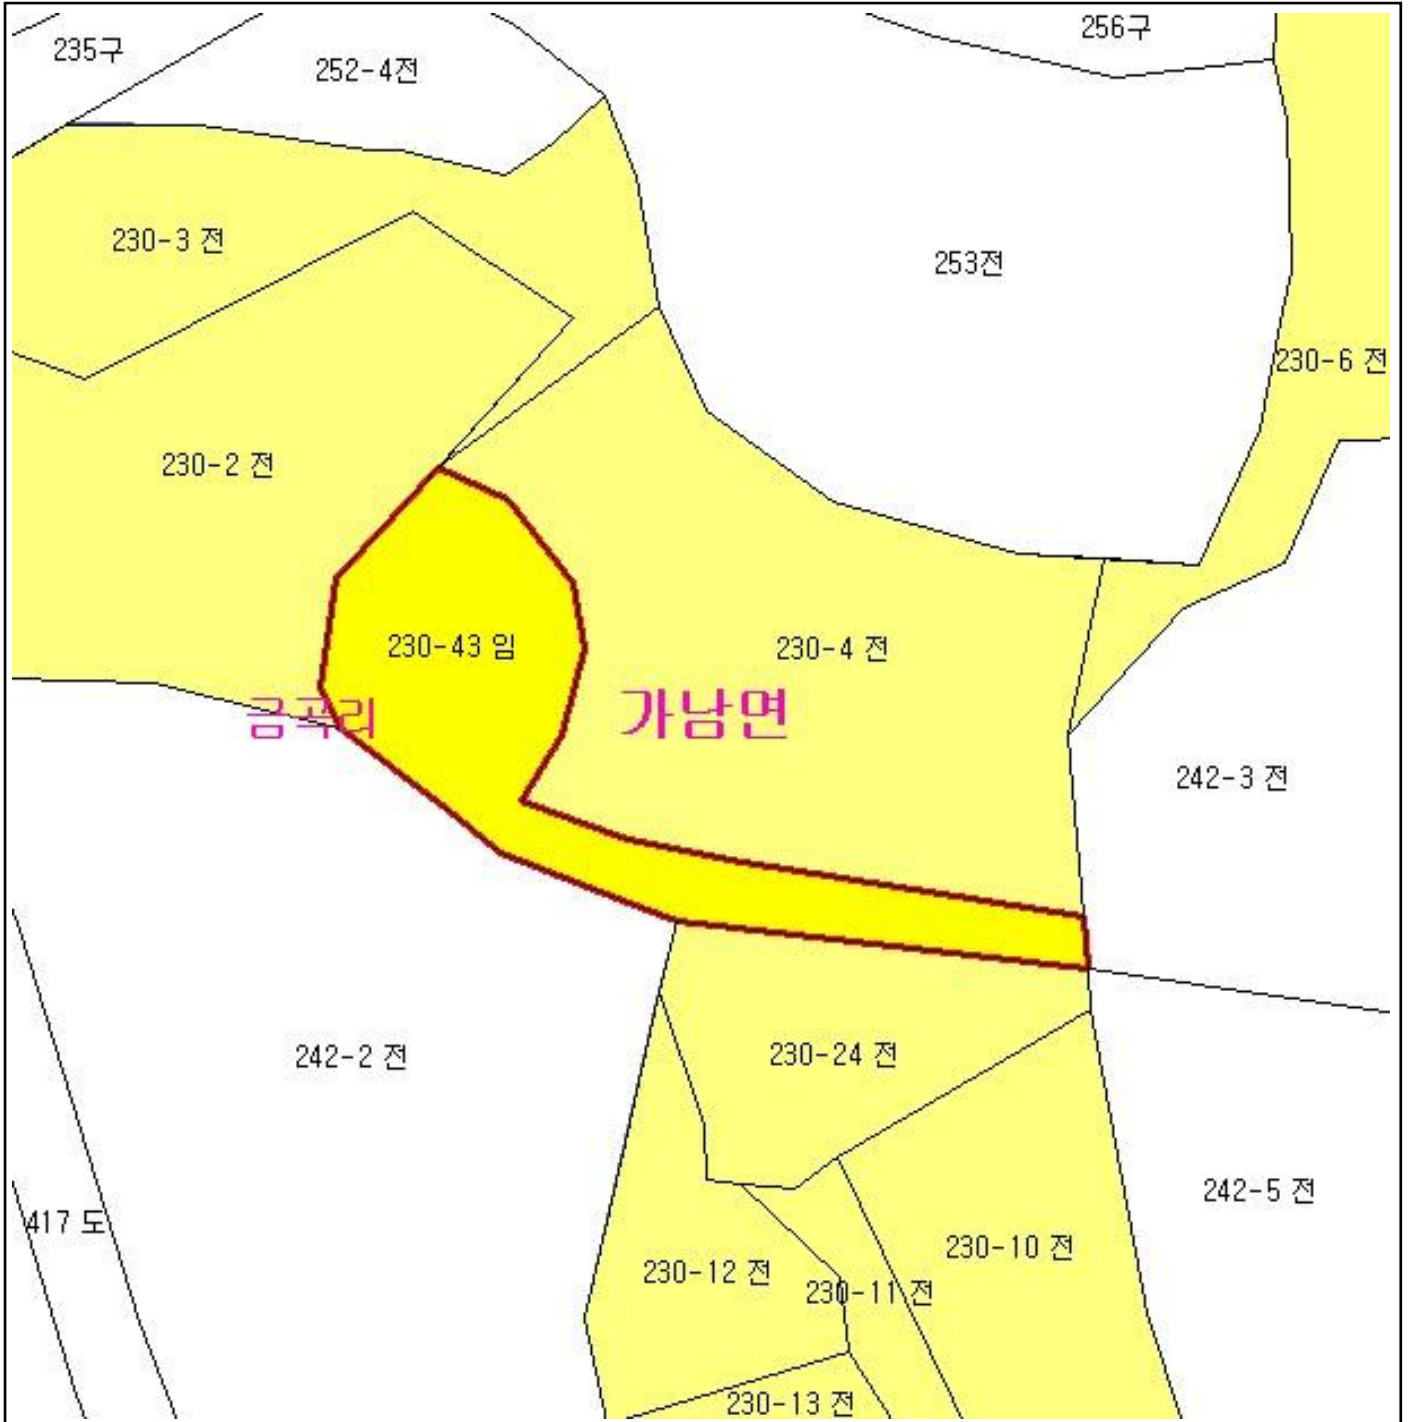 235구
252-4전
256구
230-3 전
253전
230-6 전
230-2 전
230-43 임
230-4 전
금곡리
가남면
242-3 전
242-2 전
230-24 전
242-5 전
417 도
230-12 전
230-11 전
230-10 전
230-13 전